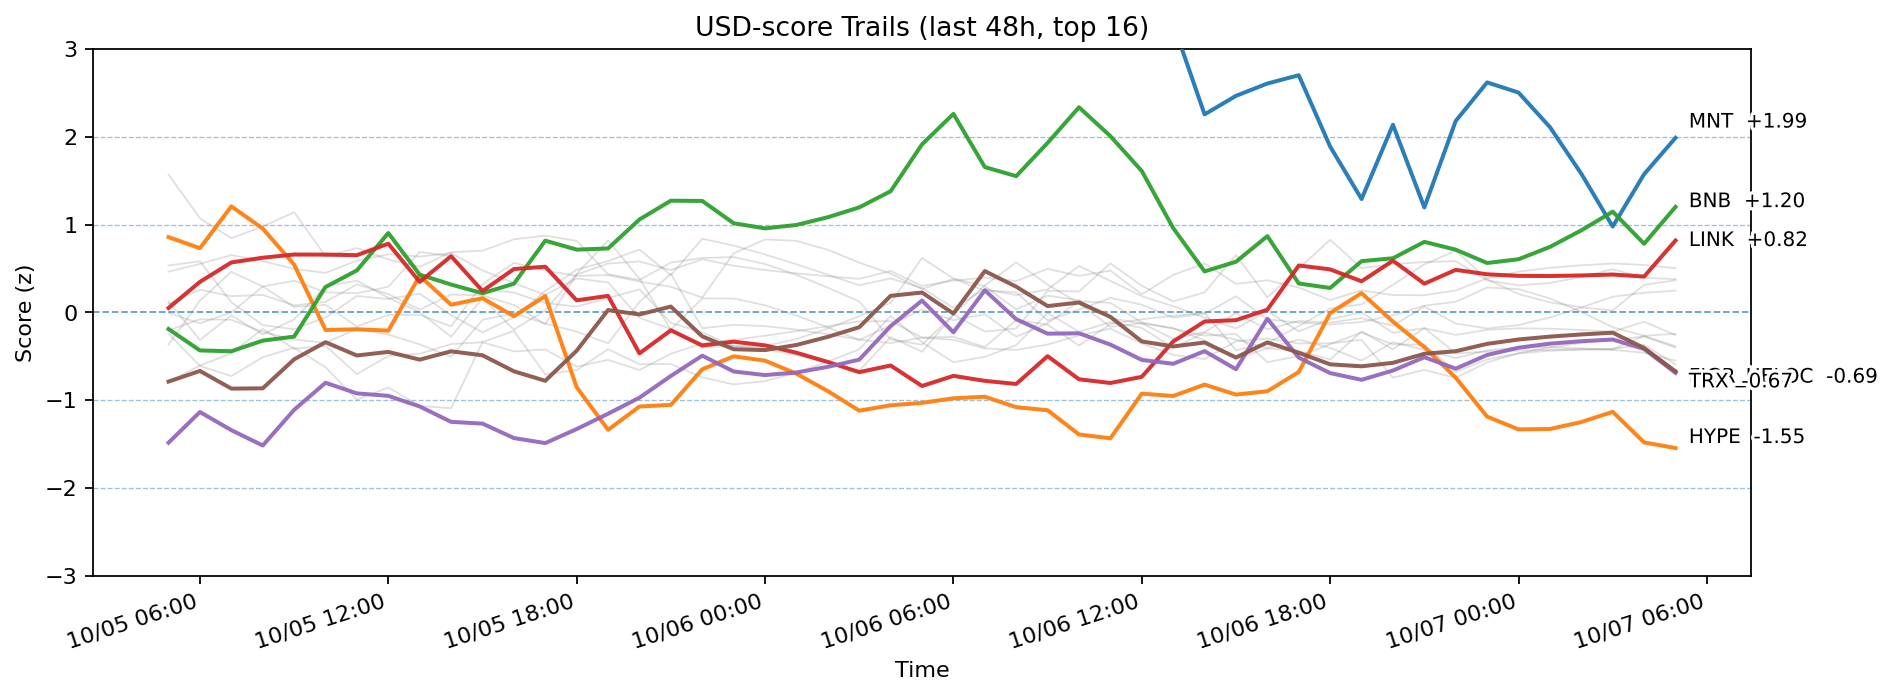 USD-score Trails (last 48h, top 16)
Score (z)
3
2
1
0
−1
−2
−3
MNT +1.99
BNB +1.20
LINK +0.82
-0.69
TRX -0.67
HYPE -1.55
10/05 06:00
10/05 12:00
10/05 18:00
10/06 00:00
10/06 06:00
10/06 12:00
10/06 18:00
10/07 00:00
10/07 06:00
Time